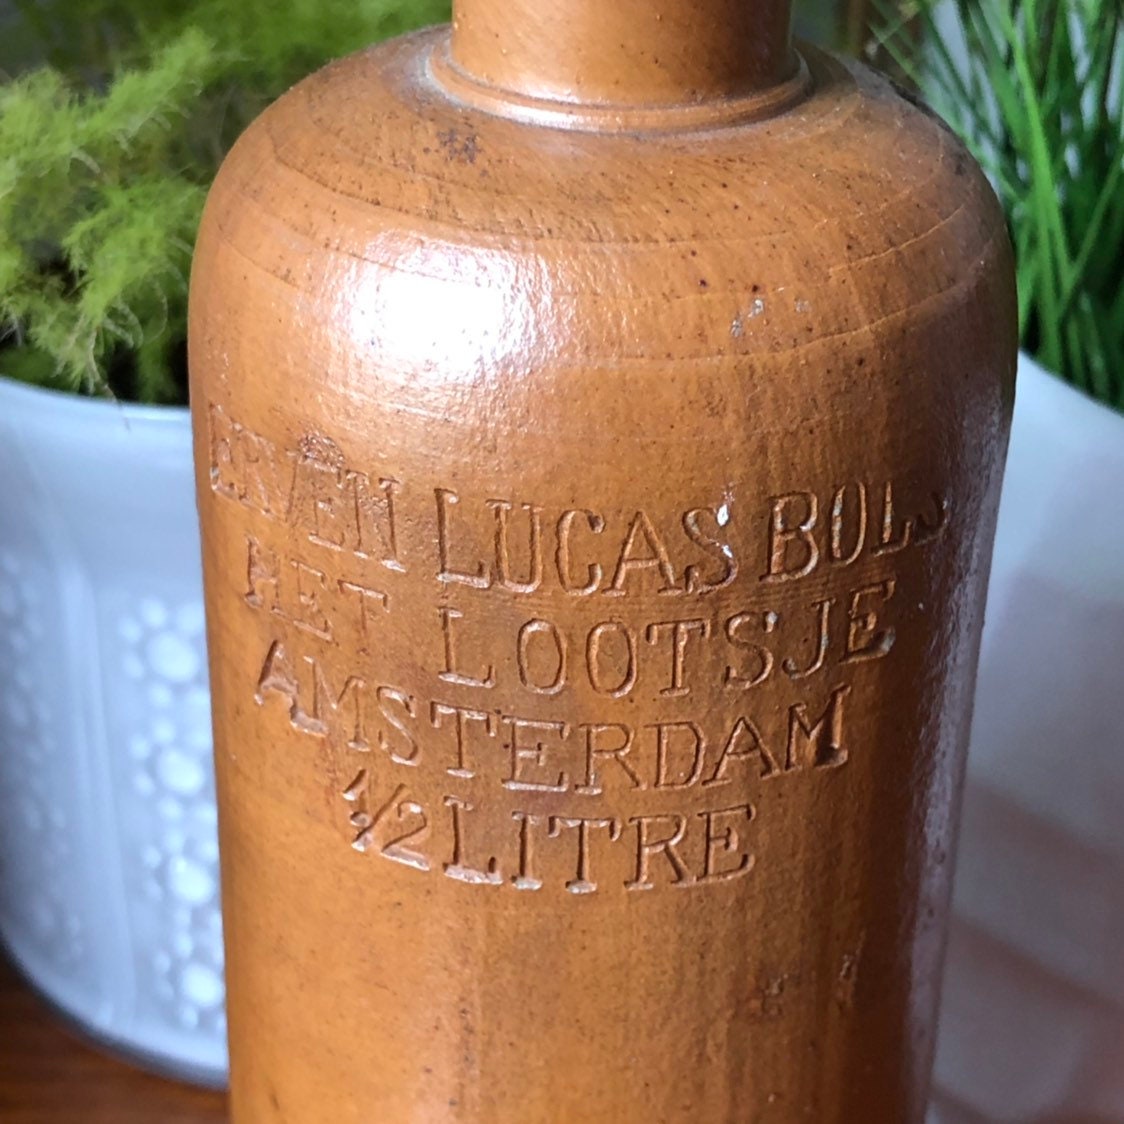 ERVEN LUCAS BOLS
HET LOOTSJE
AMSTERDAM
1/2 LITRE